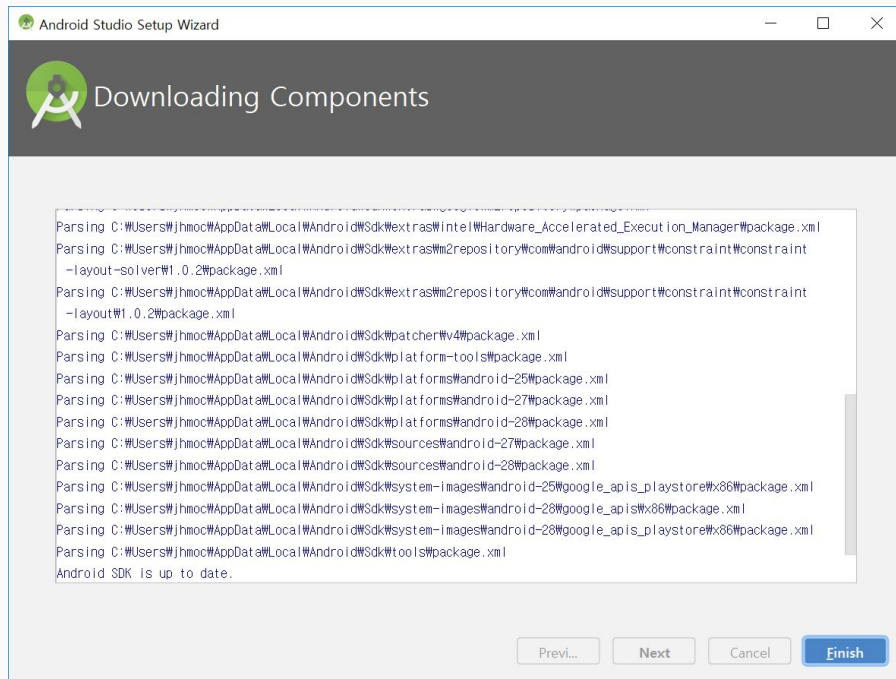 Android Studio Setup Wizard
Downloading Components
Parsing C:₩Users₩jhmoc₩AppData₩Local₩Android₩Sdk₩extras₩intel₩Hardware_Accelerated_Execution_Manager₩package.xml
Parsing C:₩Users₩jhmoc₩AppData₩Local₩Android₩Sdk₩extras₩m2repository₩com₩android₩support₩constraint₩constraint
-layout-solver₩1.0.2₩package.xml
Parsing C:₩Users₩jhmoc₩AppData₩Local₩Android₩Sdk₩extras₩m2repository₩com₩android₩support₩constraint₩constraint
-layout₩1.0.2₩package.xml
Parsing C:₩Users₩jhmoc₩AppData₩Local₩Android₩Sdk₩patcher₩v4₩package.xml
Parsing C:₩Users₩jhmoc₩AppData₩Local₩Android₩Sdk₩platform-tools₩package.xml
Parsing C:₩Users₩jhmoc₩AppData₩Local₩Android₩Sdk₩platforms₩android-25₩package.xml
Parsing C:₩Users₩jhmoc₩AppData₩Local₩Android₩Sdk₩platforms₩android-27₩package.xml
Parsing C:₩Users₩jhmoc₩AppData₩Local₩Android₩Sdk₩platforms₩android-28₩package.xml
Parsing C:₩Users₩jhmoc₩AppData₩Local₩Android₩Sdk₩sources₩android-27₩package.xml
Parsing C:₩Users₩jhmoc₩AppData₩Local₩Android₩Sdk₩sources₩android-28₩package.xml
Parsing C:₩Users₩jhmoc₩AppData₩Local₩Android₩Sdk₩system-images₩android-25₩google_apis_playstore₩x86₩package.xml
Parsing C:₩Users₩jhmoc₩AppData₩Local₩Android₩Sdk₩system-images₩android-28₩google_apis₩x86₩package.xml
Parsing C:₩Users₩jhmoc₩AppData₩Local₩Android₩Sdk₩system-images₩android-28₩google_apis_playstore₩x86₩package.xml
Parsing C:₩Users₩jhmoc₩AppData₩Local₩Android₩Sdk₩tools₩package.xml
Android SDK is up to date.
Previ... Next Cancel Finish